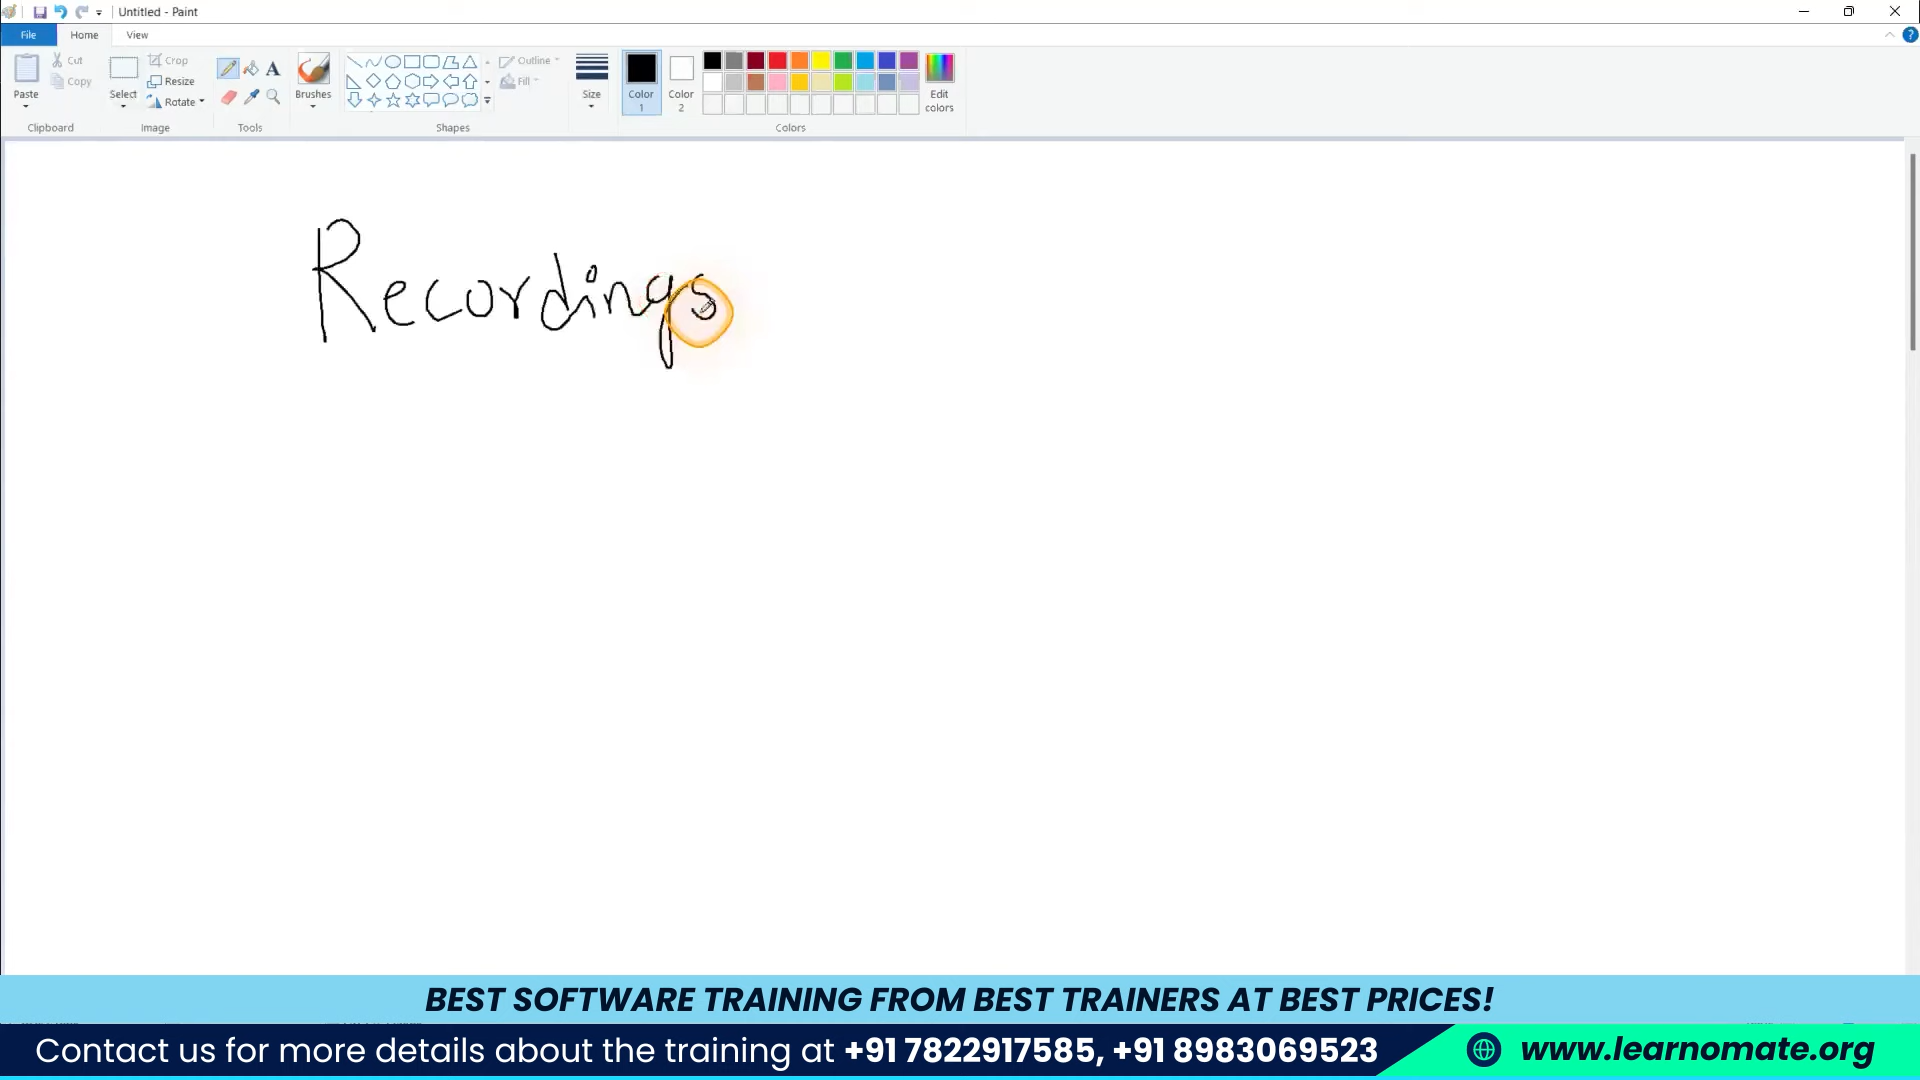 Untitled - Paint
File Home View
Paste
Cut
Copy
Clipboard
Select
Crop
Resize
Rotate
Image
Tools
Brushes
Shapes
Outline
Fill
Size
Color 1
Color 2
Edit colors
Colors
Recordings
BEST SOFTWARE TRAINING FROM BEST TRAINERS AT BEST PRICES!
Contact us for more details about the training at +91 7822917585, +91 8983069523
www.learnomate.org